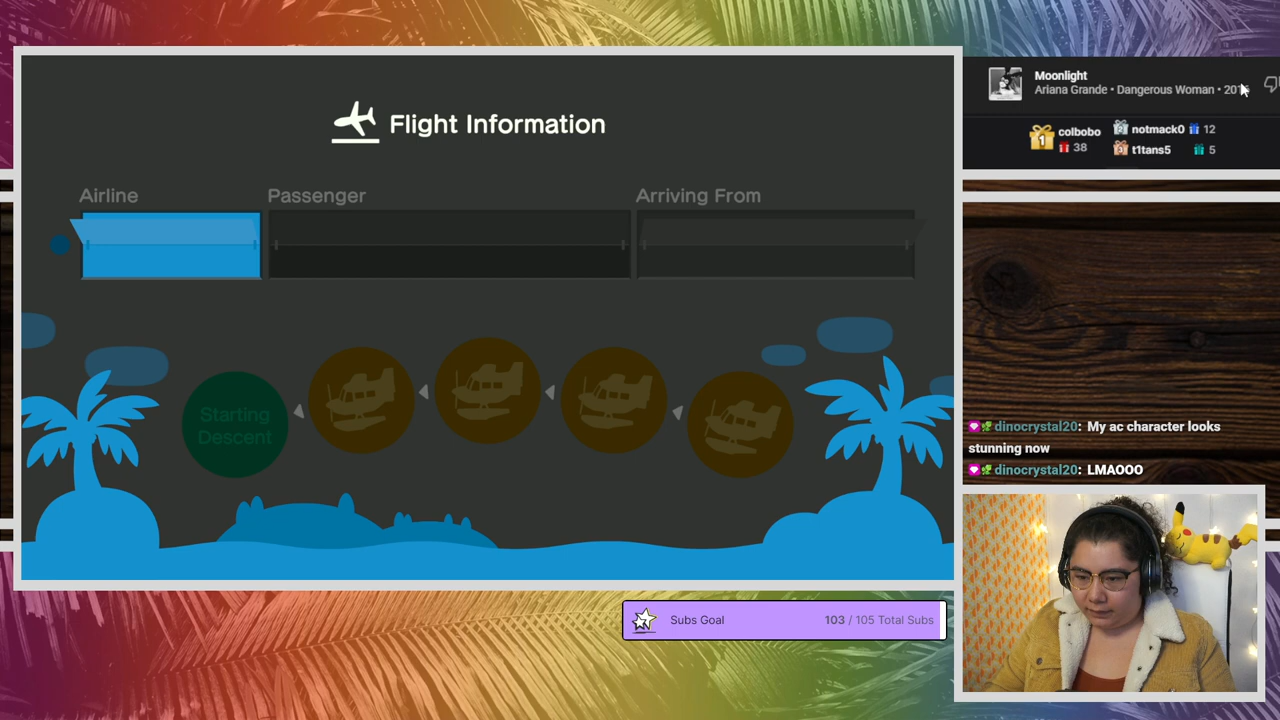 Flight Information
Airline
Passenger
Arriving From
Starting
Descent
Moonlight
Ariana Grande • Dangerous Woman •
1
colbobo
38
notmack0 12
t1tans5 5
dinocrystal20: My ac character looks
stunning now
dinocrystal20: LMAOOO
Subs Goal
103 / 105 Total Subs